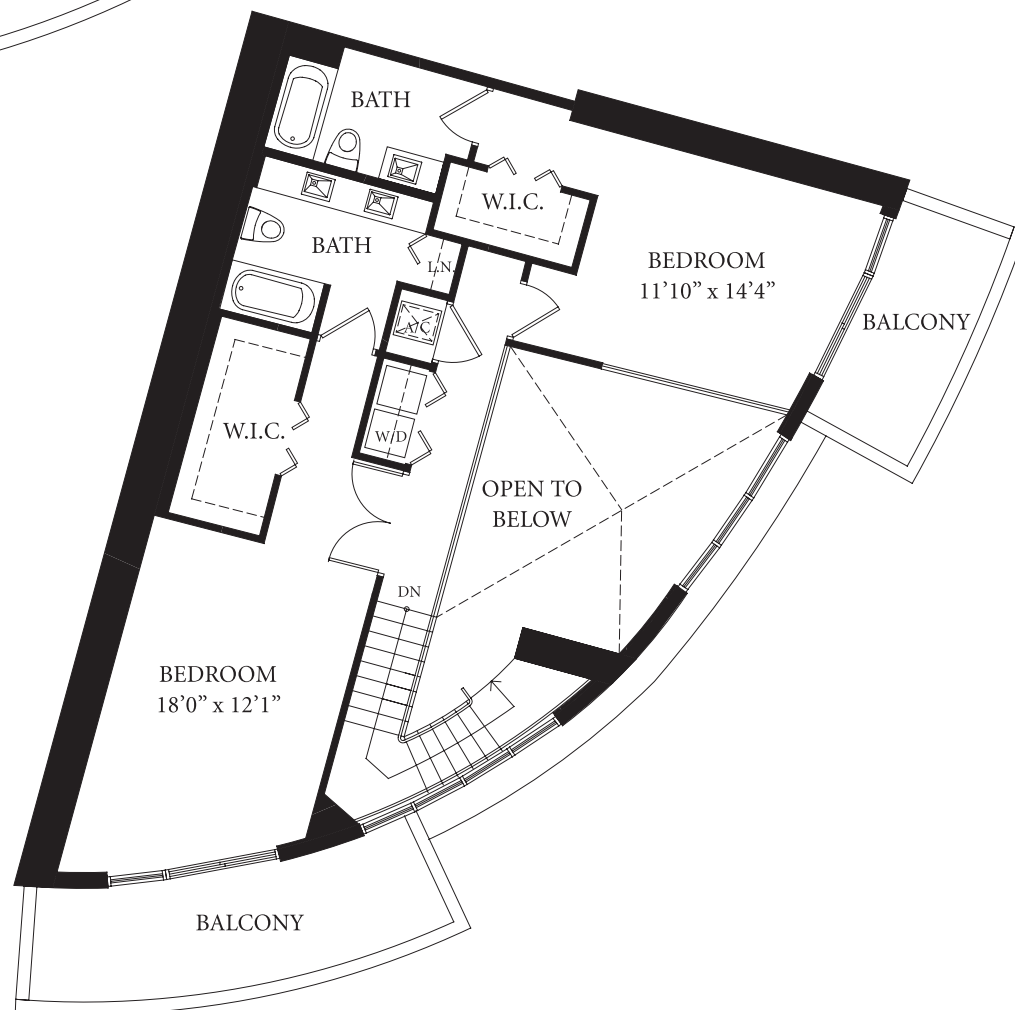 BATH
W.I.C.
BATH
L.N.
BEDROOM
11’10” x 14’4”
BALCONY
A/C
W.I.C.
W/D
OPEN TO
BELOW
DN
BEDROOM
18’0” x 12’1”
BALCONY